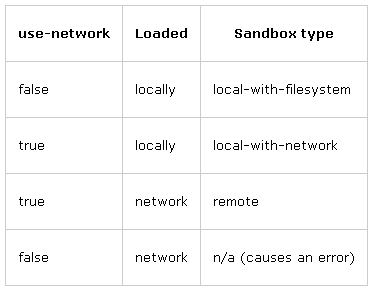 use-network Loaded Sandbox type
false locally local-with-filesystem
true locally local-with-network
true network remote
false network n/a (causes an error)